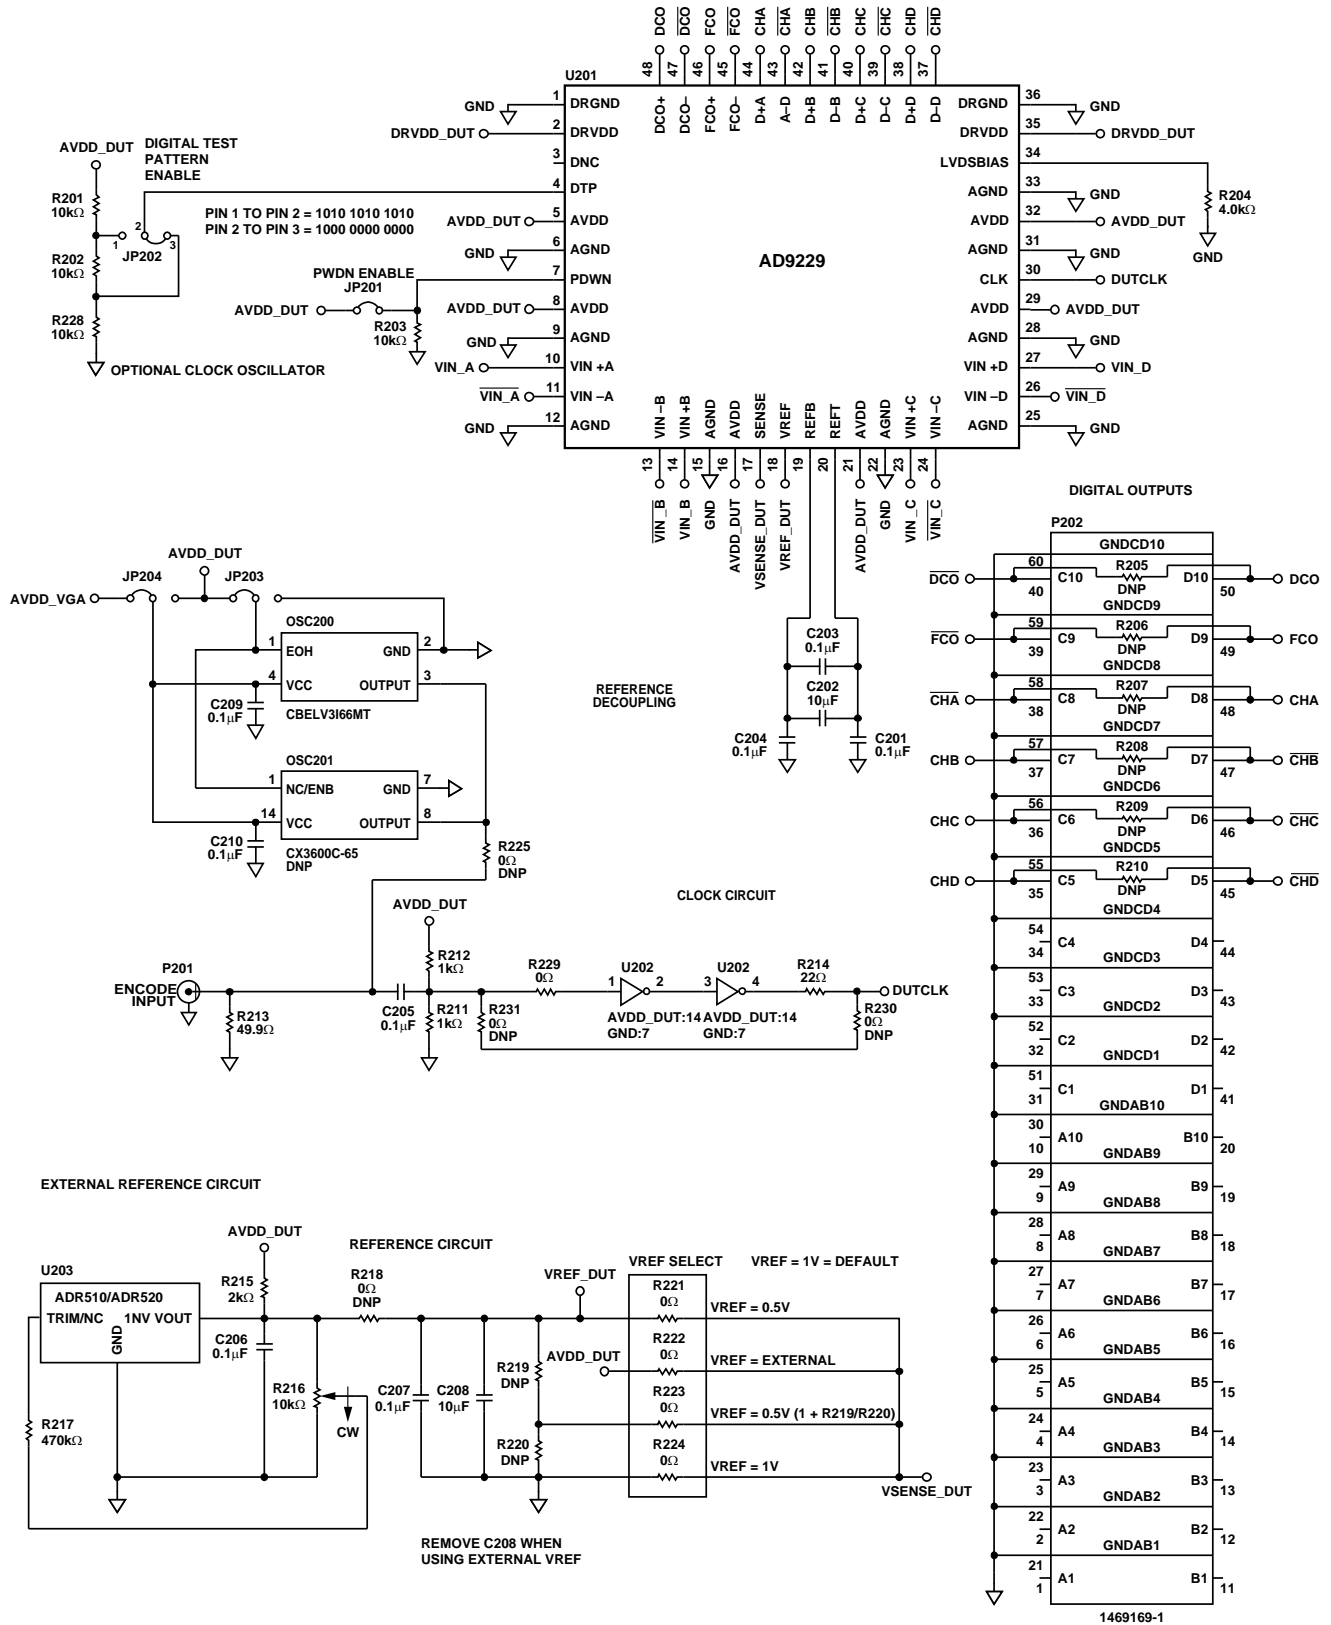 DCO
DCO
FCO
FCO
CHA
CHA
CHB
CHB
CHC
CHC
CHD
CHD
48
47
46
45
44
43
42
41
40
39
38
37
U201
DCO+
DCO–
FCO+
FCO–
D+A
A–D
D+B
D–B
D+C
D–C
D+D
D–D
GND 1 DRGND
DRVDD_DUT 2 DRVDD
3 DNC
4 DTP
AVDD_DUT 5 AVDD
GND 6 AGND
7 PDWN
AVDD_DUT 8 AVDD
GND 9 AGND
VIN_A 10 VIN +A
VIN_A 11 VIN –A
GND 12 AGND
AD9229
DRGND 36 GND
DRVDD 35 DRVDD_DUT
LVDSBIAS 34
AGND 33 GND
AVDD 32 AVDD_DUT
AGND 31 GND
CLK 30 DUTCLK
AVDD 29 AVDD_DUT
AGND 28 GND
VIN +D 27 VIN_D
VIN –D 26 VIN_D
AGND 25 GND
R204
4.0kΩ
GND
VIN –B
VIN +B
AGND
AVDD
SENSE
VREF
REFB
REFT
AVDD
AGND
VIN +C
VIN –C
13
14
15
16
17
18
19
20
21
22
23
24
VIN_B
VIN_B
GND
AVDD_DUT
VSENSE_DUT
VREF_DUT
AVDD_DUT
GND
VIN_C
VIN_C
AVDD_DUT
DIGITAL TEST
PATTERN
ENABLE
R201
10kΩ
1
2
3
JP202
R202
10kΩ
R228
10kΩ
PIN 1 TO PIN 2 = 1010 1010 1010
PIN 2 TO PIN 3 = 1000 0000 0000
PWDN ENABLE
JP201
AVDD_DUT
R203
10kΩ
OPTIONAL CLOCK OSCILLATOR
AVDD_DUT
JP204
JP203
AVDD_VGA
OSC200
1 EOH GND 2
4 VCC OUTPUT 3
CBELV3I66MT
C209
0.1µF
OSC201
1 NC/ENB GND 7
14 VCC OUTPUT 8
CX3600C-65
DNP
C210
0.1µF
R225
0Ω
DNP
REFERENCE
DECOUPLING
C203
0.1µF
C202
10µF
C204
0.1µF
C201
0.1µF
CLOCK CIRCUIT
AVDD_DUT
R212
1kΩ
P201
ENCODE
INPUT
R213
49.9Ω
C205
0.1µF
R211
1kΩ
R231
0Ω
DNP
R229
0Ω
1 U202 2
AVDD_DUT:14
GND:7
3 U202 4
AVDD_DUT:14
GND:7
R214
22Ω
DUTCLK
R230
0Ω
DNP
EXTERNAL REFERENCE CIRCUIT
U203
ADR510/ADR520
TRIM/NC 1NV VOUT
GND
AVDD_DUT
R215
2kΩ
C206
0.1µF
R216
10kΩ
CW
R217
470kΩ
REFERENCE CIRCUIT
R218
0Ω
DNP
C207
0.1µF
C208
10µF
R219
DNP
R220
DNP
VREF_DUT
AVDD_DUT
VREF SELECT
VREF = 1V = DEFAULT
R221
0Ω
VREF = 0.5V
R222
0Ω
VREF = EXTERNAL
R223
0Ω
VREF = 0.5V (1 + R219/R220)
R224
0Ω
VREF = 1V
VSENSE_DUT
REMOVE C208 WHEN
USING EXTERNAL VREF
DIGITAL OUTPUTS
P202
GNDCD10
DCO 60 40 C10 R205 DNP D10 50 DCO
GNDCD9
FCO 59 39 C9 R206 DNP D9 49 FCO
GNDCD8
CHA 58 38 C8 R207 DNP D8 48 CHA
GNDCD7
CHB 57 37 C7 R208 DNP D7 47 CHB
GNDCD6
CHC 56 36 C6 R209 DNP D6 46 CHC
GNDCD5
CHD 55 35 C5 R210 DNP D5 45 CHD
GNDCD4
54 34 C4 D4 44
GNDCD3
53 33 C3 D3 43
GNDCD2
52 32 C2 D2 42
GNDCD1
51 31 C1 D1 41
GNDAB10
30 10 A10 B10 20
GNDAB9
29 9 A9 B9 19
GNDAB8
28 8 A8 B8 18
GNDAB7
27 7 A7 B7 17
GNDAB6
26 6 A6 B6 16
GNDAB5
25 5 A5 B5 15
GNDAB4
24 4 A4 B4 14
GNDAB3
23 3 A3 B3 13
GNDAB2
22 2 A2 B2 12
GNDAB1
21 1 A1 B1 11
1469169-1